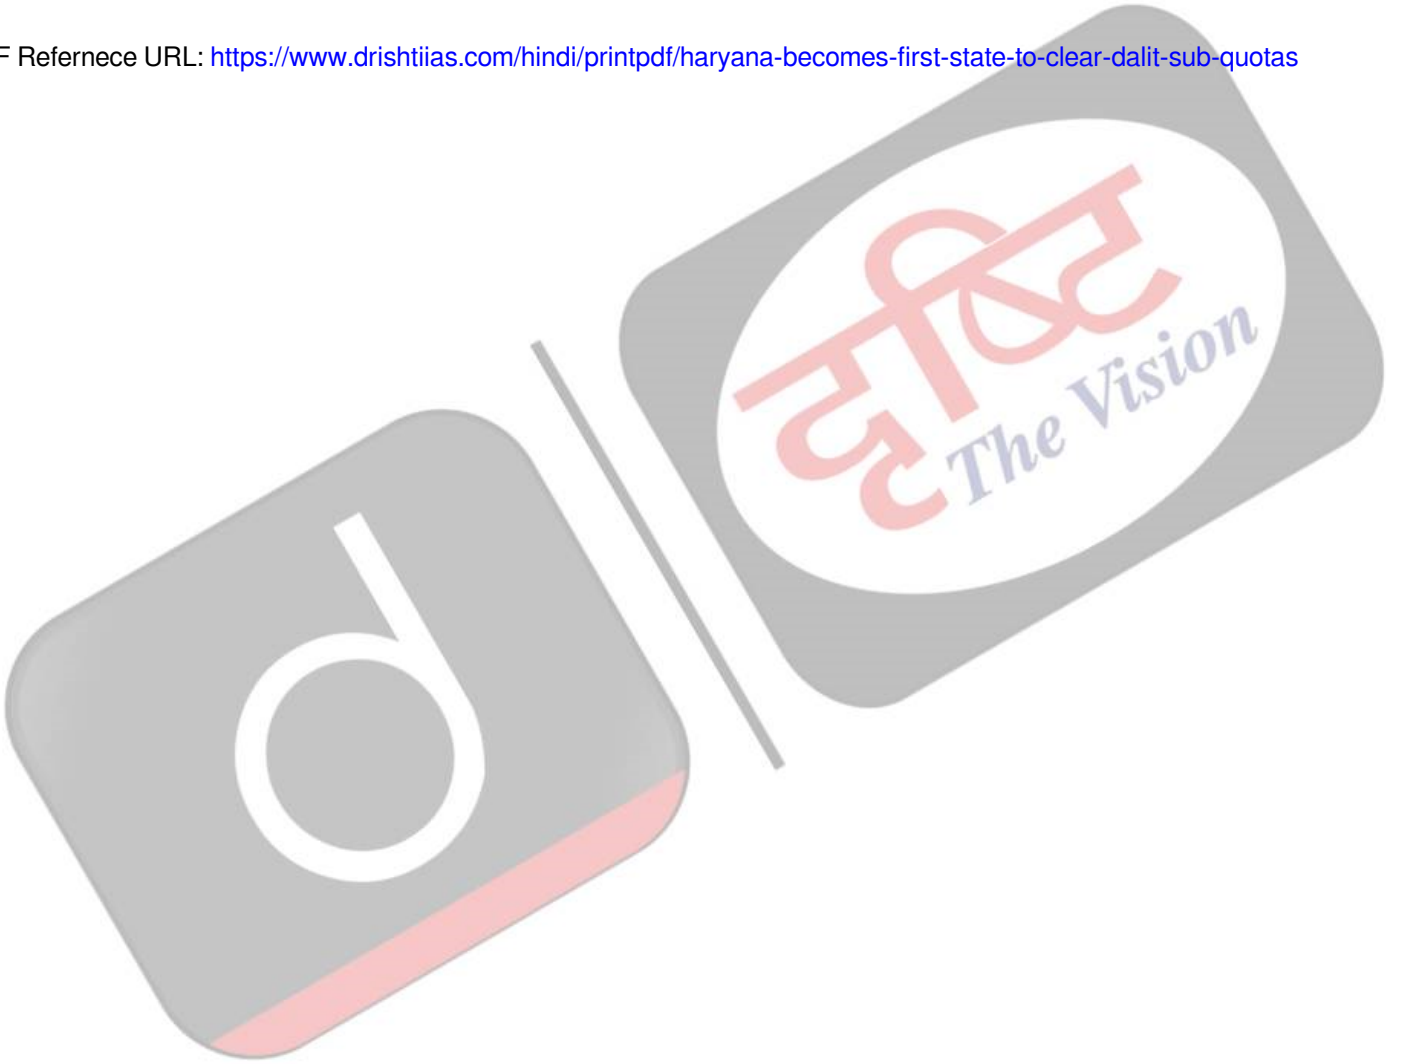 F Refernece URL: https://www.drishtiias.com/hindi/printpdf/haryana-becomes-first-state-to-clear-dalit-sub-quotas
दृष्टि
The Vision
d